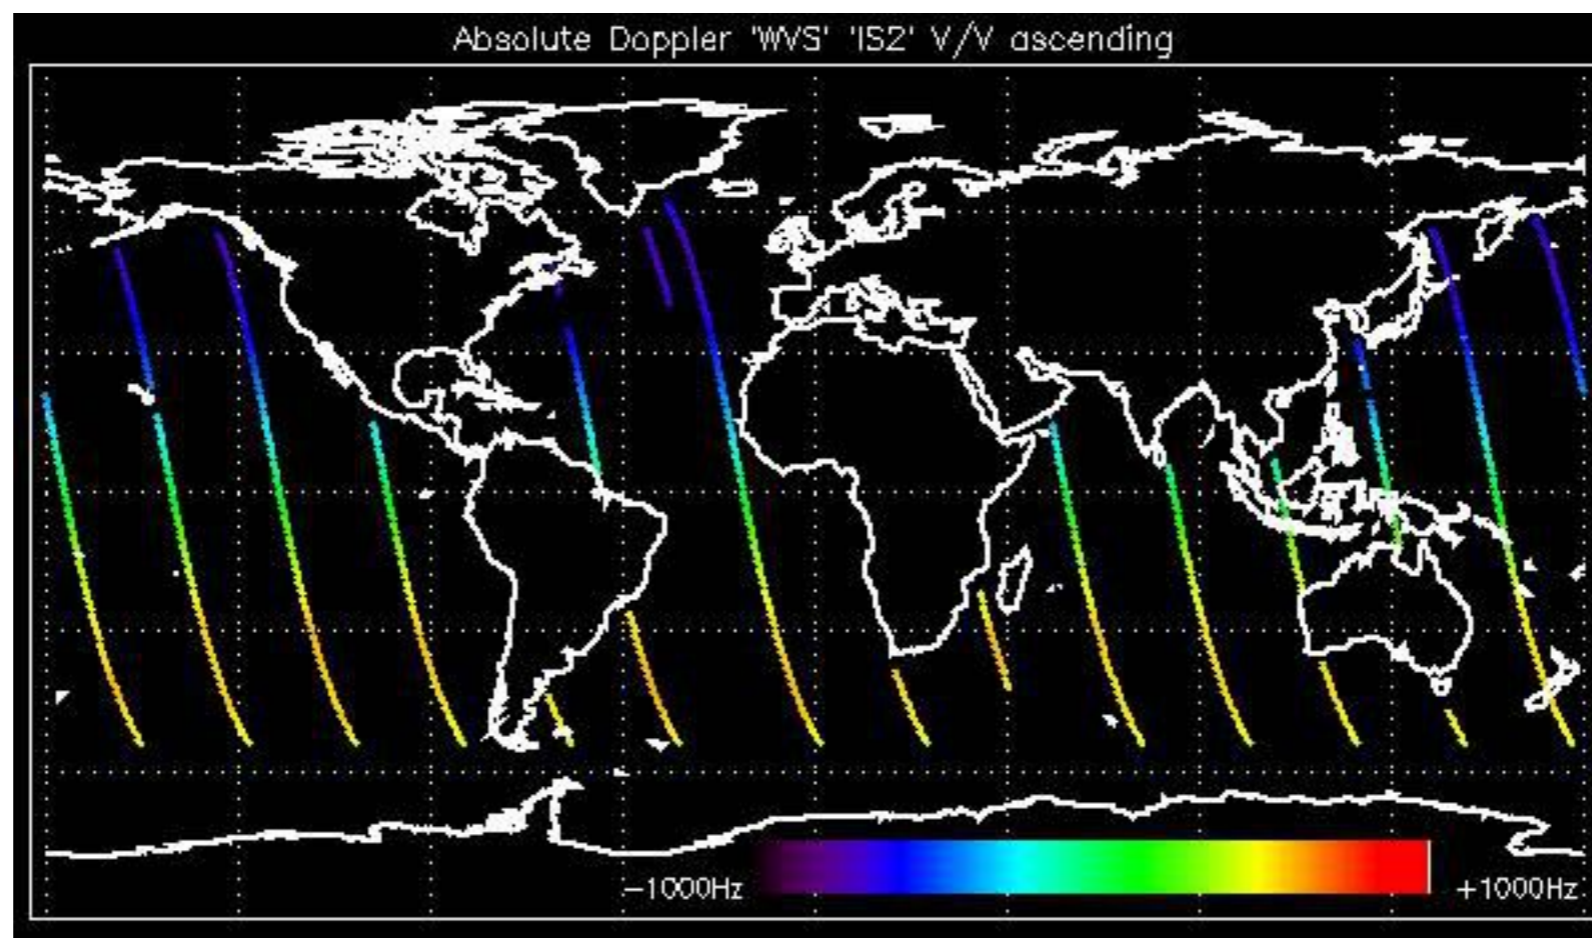 Absolute Doppler 'WVS' 'IS2' V/V ascending
−1000Hz +1000Hz